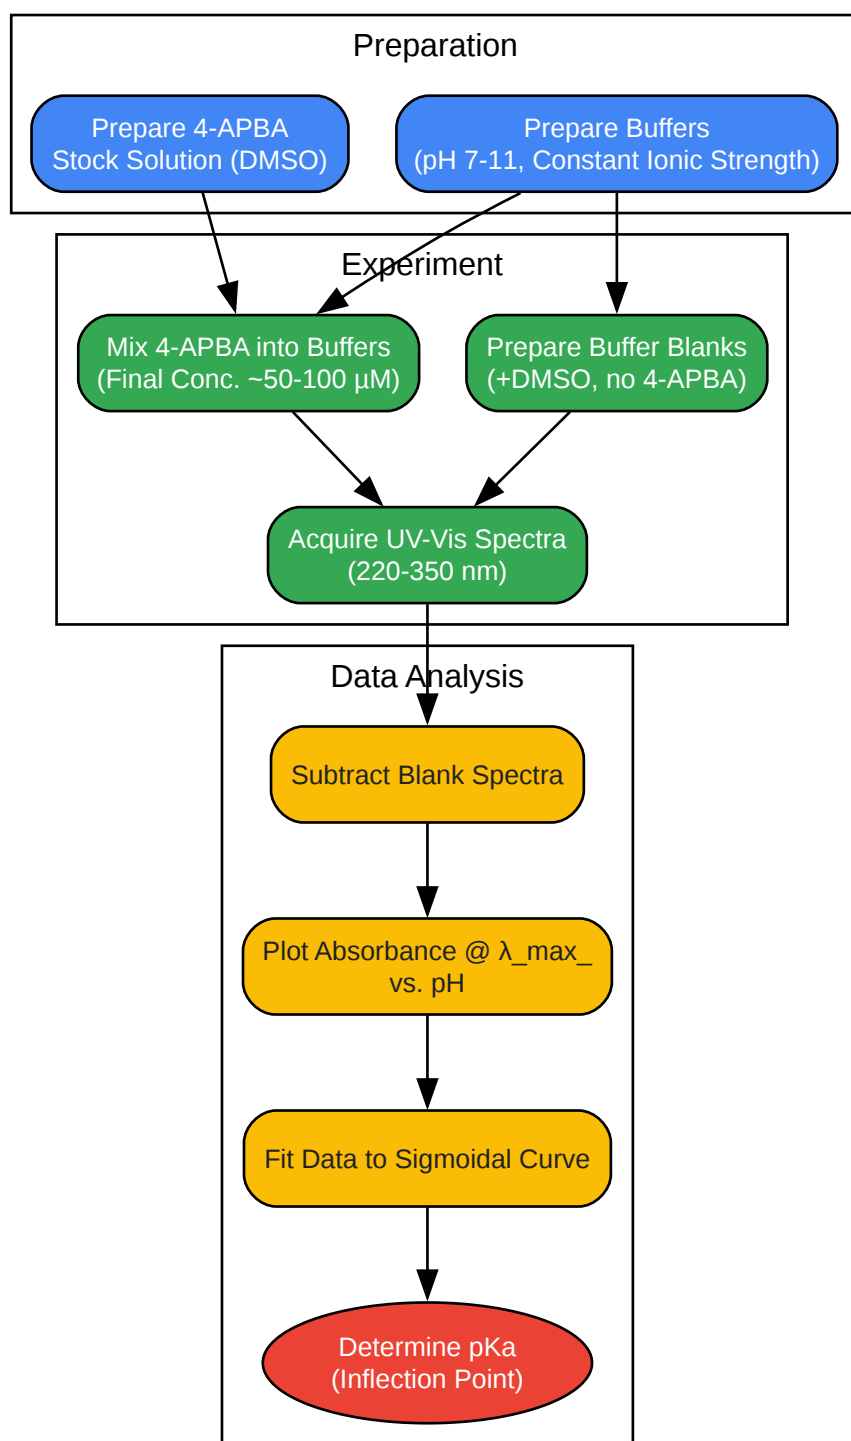 Preparation
Prepare 4-APBA
Stock Solution (DMSO)
Prepare Buffers
(pH 7-11, Constant Ionic Strength)
Experiment
Mix 4-APBA into Buffers
(Final Conc. ~50-100 µM)
Prepare Buffer Blanks
(+DMSO, no 4-APBA)
Acquire UV-Vis Spectra
(220-350 nm)
Data Analysis
Subtract Blank Spectra
Plot Absorbance @ λ_max_
vs. pH
Fit Data to Sigmoidal Curve
Determine pKa
(Inflection Point)